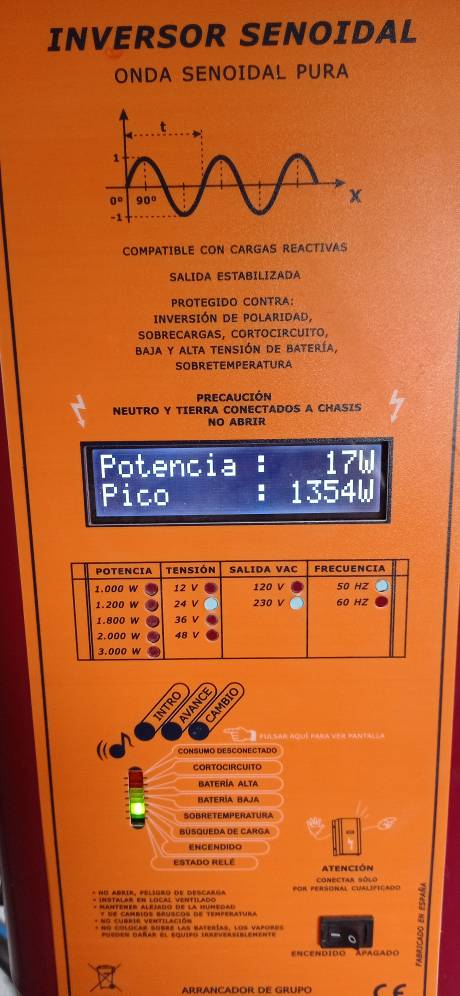 INVERSOR SENOIDAL
ONDA SENOIDAL PURA
t
1
0º 90º
-1
X
COMPATIBLE CON CARGAS REACTIVAS
SALIDA ESTABILIZADA
PROTEGIDO CONTRA:
INVERSIÓN DE POLARIDAD,
SOBRECARGAS, CORTOCIRCUITO,
BAJA Y ALTA TENSIÓN DE BATERÍA,
SOBRETEMPERATURA
PRECAUCIÓN
NEUTRO Y TIERRA CONECTADOS A CHASIS
NO ABRIR
Potencia : 17W
Pico : 1354W
POTENCIA TENSIÓN SALIDA VAC FRECUENCIA
1.000 W 12 V 120 V 50 HZ
1.200 W 24 V 230 V 60 HZ
1.800 W 36 V
2.000 W 48 V
3.000 W
INTRO
AVANCE
CAMBIO
PULSAR AQUÍ PARA VER PANTALLA
CONSUMO DESCONECTADO
CORTOCIRCUITO
BATERÍA ALTA
BATERÍA BAJA
SOBRETEMPERATURA
BÚSQUEDA DE CARGA
ENCENDIDO
ESTADO RELÉ
ATENCIÓN
CONECTAR SÓLO
POR PERSONAL CUALIFICADO
• NO ABRIR, PELIGRO DE DESCARGA
• INSTALAR EN LOCAL VENTILADO
• MANTENER ALEJADO DE LA HUMEDAD
Y DE CAMBIOS BRUSCOS DE TEMPERATURA
• NO CUBRIR VENTILACIÓN
• NO COLOCAR SOBRE LAS BATERÍAS, LOS VAPORES
PUEDEN DAÑAR EL EQUIPO IRREVERSIBLEMENTE
I O
ENCENDIDO APAGADO
FABRICADO EN ESPAÑA
ARRANCADOR DE GRUPO
CE